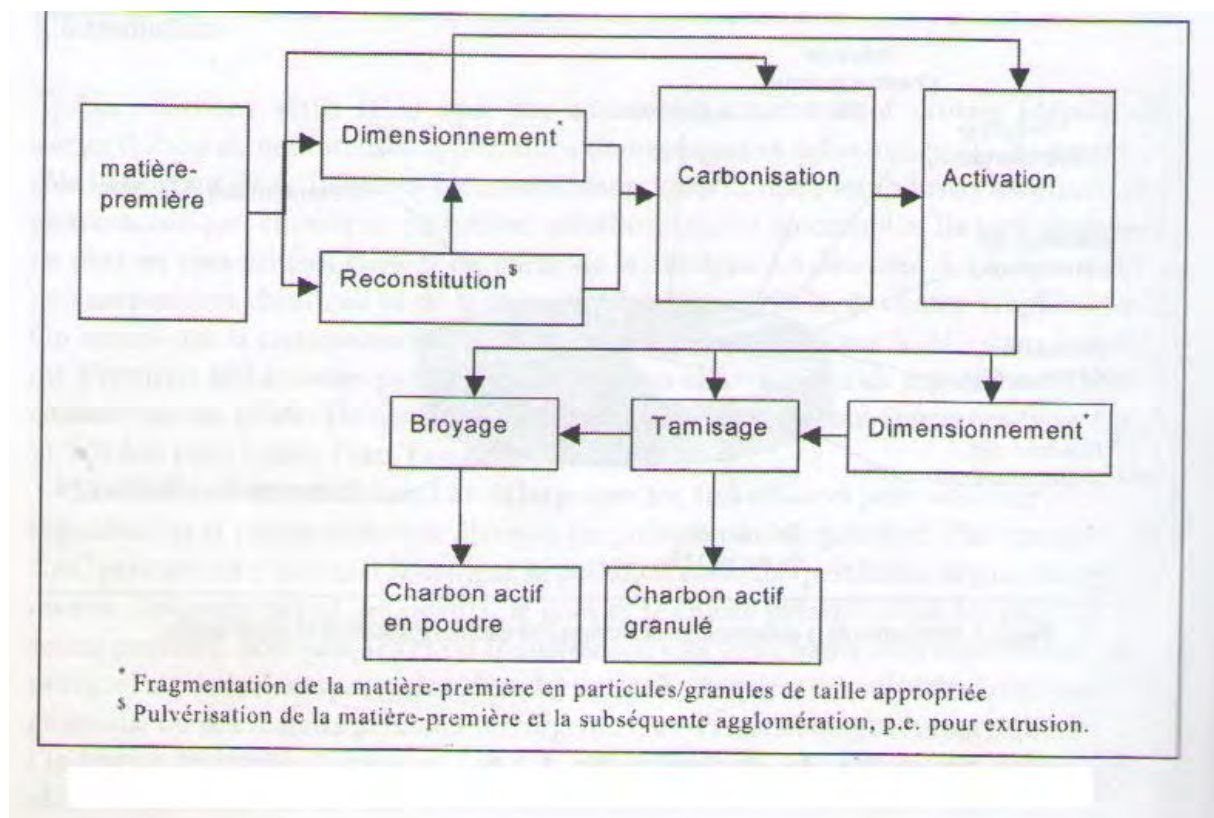 matière-
première
Dimensionnement*
Reconstitution $
Carbonisation
Activation
Broyage
Tamisage
Dimensionnement*
Charbon actif
en poudre
Charbon actif
granulé
* Fragmentation de la matière-première en particules/granules de taille appropriée
$ Pulvérisation de la matière-première et la subséquente agglomération, p.e. pour extrusion.